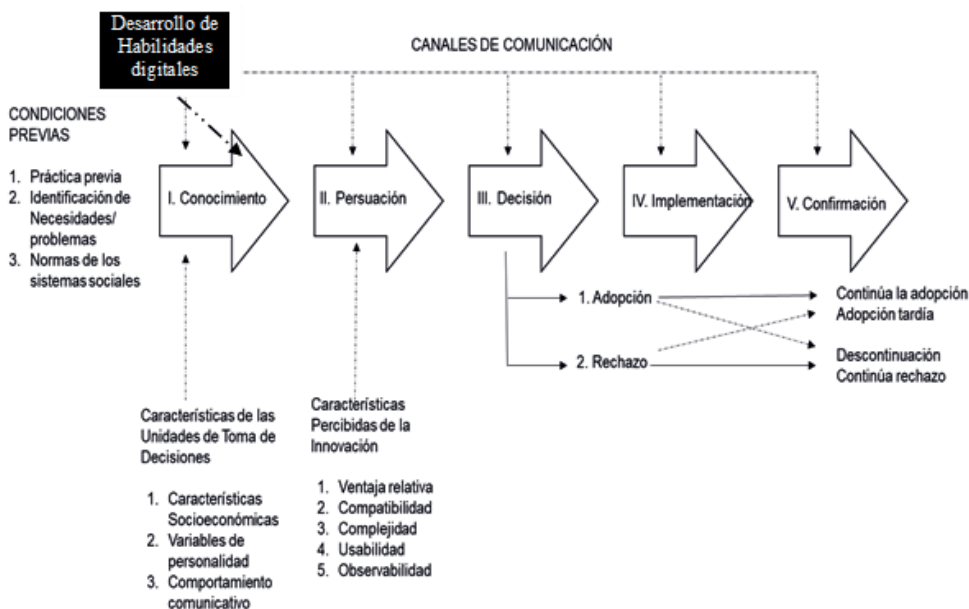 Desarrollo de
Habilidades
digitales
CANALES DE COMUNICACIÓN
CONDICIONES
PREVIAS
1. Práctica previa
2. Identificación de
Necesidades/
problemas
3. Normas de los
sistemas sociales
I. Conocimiento
II. Persuación
III. Decisión
IV. Implementación
V. Confirmación
1. Adopción
2. Rechazo
Continúa la adopción
Adopción tardía
Descontinuación
Continúa rechazo
Características de las
Unidades de Toma de
Decisiones
1. Características
Socioeconómicas
2. Variables de
personalidad
3. Comportamiento
comunicativo
Características
Percibidas de la
Innovación
1. Ventaja relativa
2. Compatibilidad
3. Complejidad
4. Usabilidad
5. Observabilidad